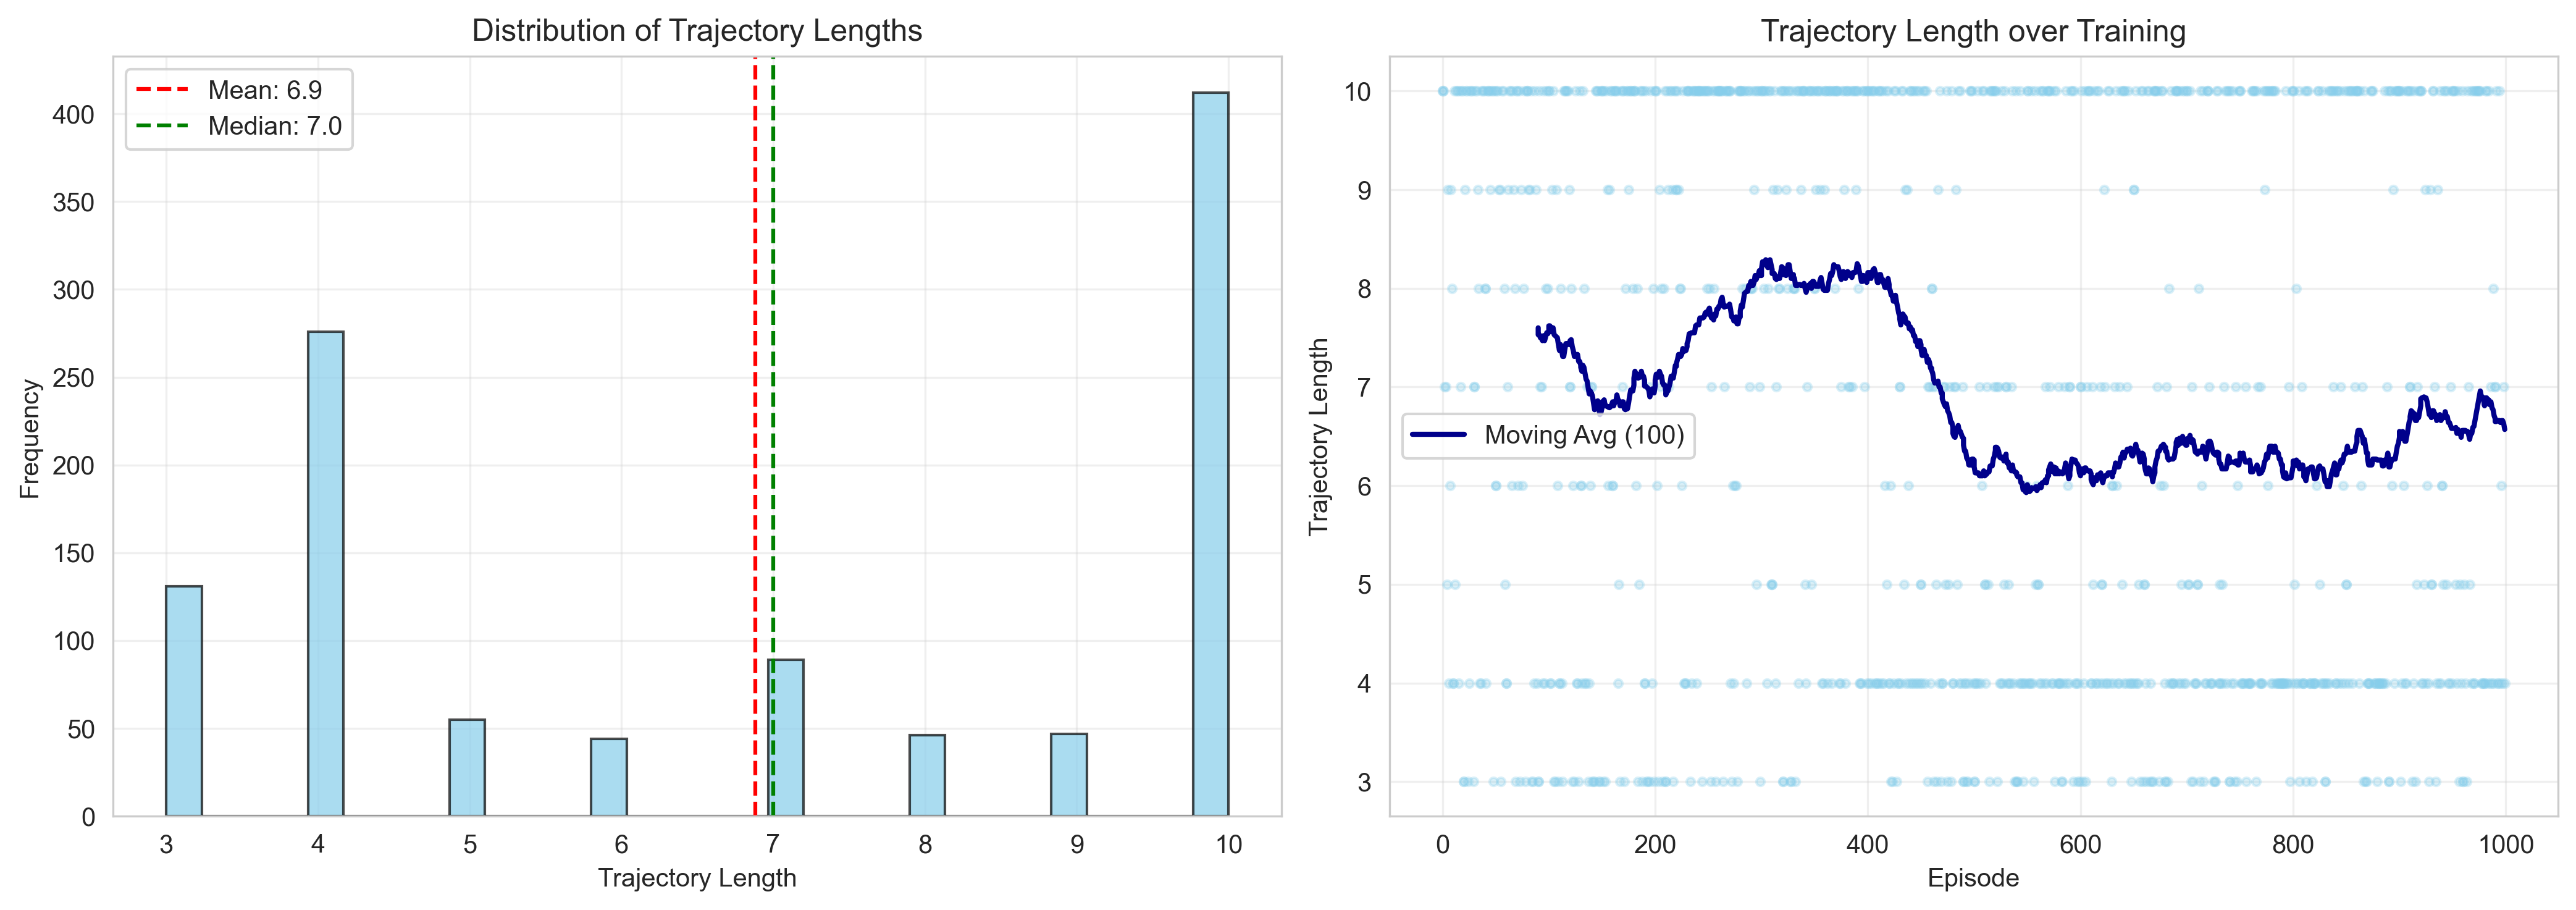 Distribution of Trajectory Lengths
Mean: 6.9
Median: 7.0
Frequency
400
350
300
250
200
150
100
50
0
3 4 5 6 7 8 9 10
Trajectory Length
Trajectory Length over Training
Trajectory Length
10
9
8
7
Moving Avg (100)
6
5
4
3
0 200 400 600 800 1000
Episode